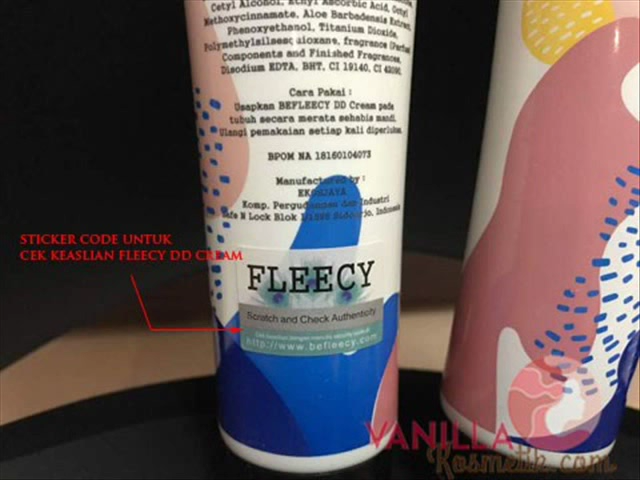 Cetyl Alcohol, Ethyl Ascorbic Acid, Octyl
Methoxycinnamate, Aloe Barbadensis Extract,
Phenoxyethanol, Titanium Dioxide,
fragrance
Components and Finished Fragrances,
Disodium EDTA, BHT, CI 19140, CI 42090.
Cara Pakai :
Usapkan BEFLEECY DD Cream pada
tubuh secara merata sehabis mandi.
Ulangi pemakaian setiap kali diperlukan.
BPOM NA 18160104073
Manufactured by :
Komp. Pergudangan dan Industri
Safe N Lock Blok Sidoarjo, Indonesia
STICKER CODE UNTUK
CEK KEASLIAN FLEECY DD CREAM
FLEECY
Scratch and Check Authenticity
http://www.befleecy.com
VANILLA
Kosmetik.com